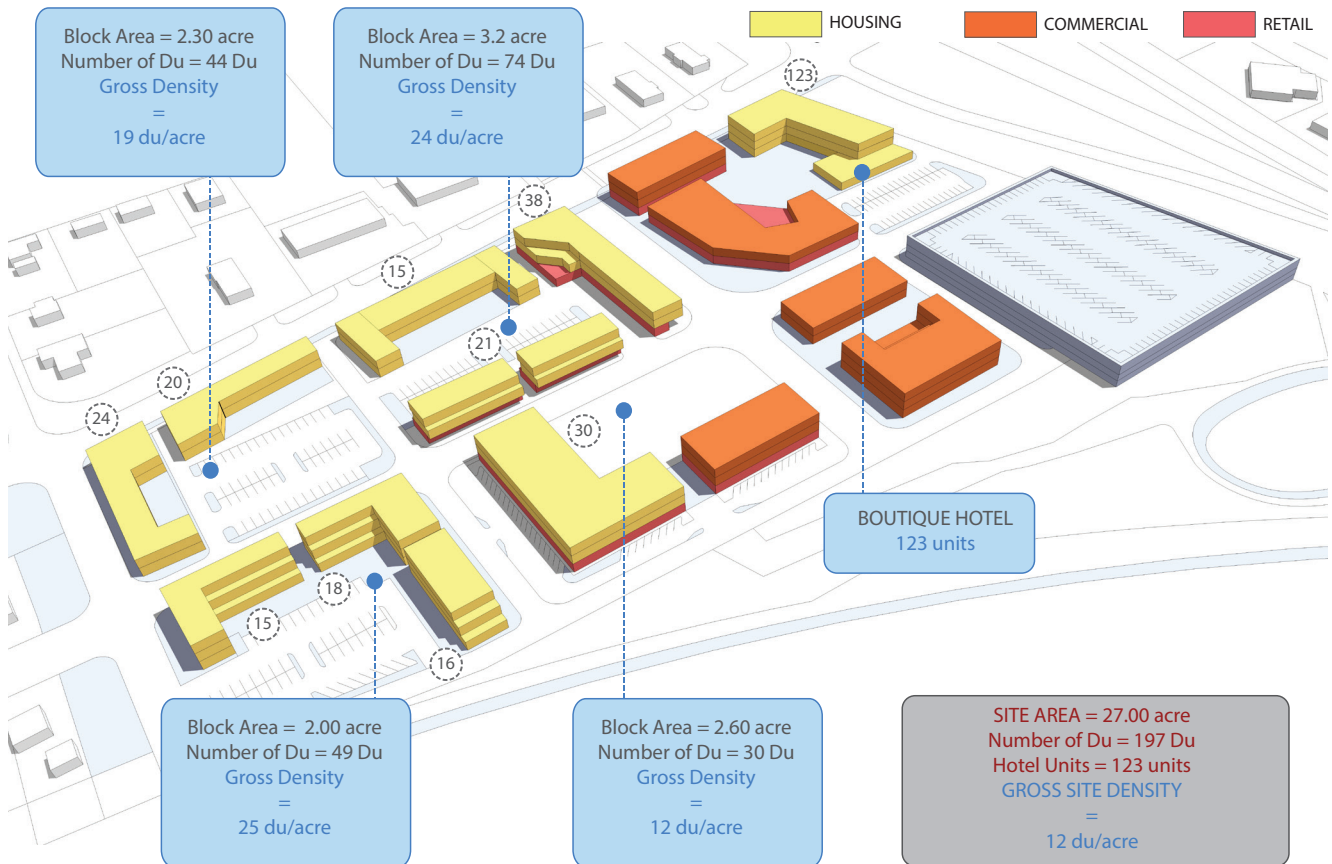 HOUSING
COMMERCIAL
RETAIL
Block Area = 2.30 acre
Number of Du = 44 Du
Gross Density
=
19 du/acre
Block Area = 3.2 acre
Number of Du = 74 Du
Gross Density
=
24 du/acre
123
38
15
21
20
24
30
18
15
16
BOUTIQUE HOTEL
123 units
Block Area =  2.00 acre
Number of Du = 49 Du
Gross Density
=
25 du/acre
Block Area = 2.60 acre
Number of Du = 30 Du
Gross Density
=
12 du/acre
SITE AREA = 27.00 acre
Number of Du = 197 Du
Hotel Units = 123 units
GROSS SITE DENSITY
=
12 du/acre